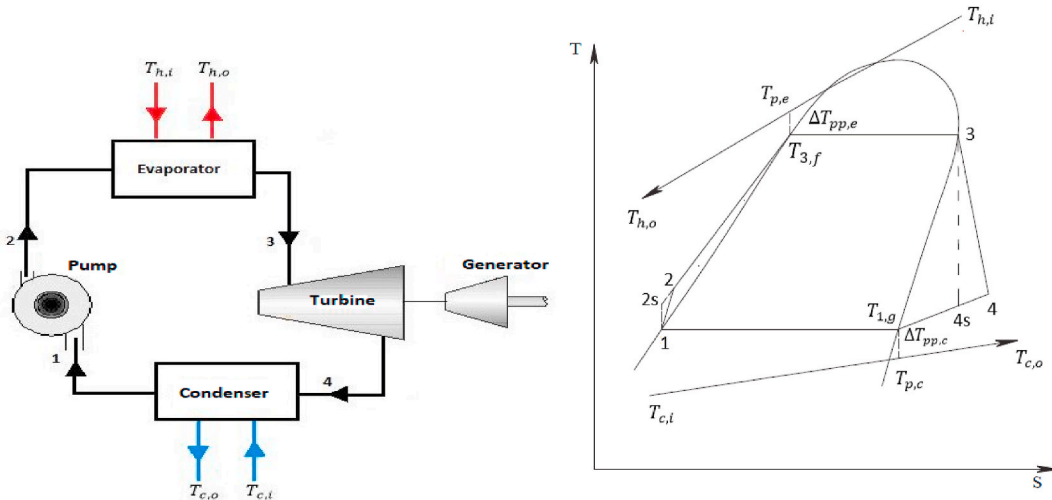 T_{h,i} T_{h,o}
Evaporator
2
3
Pump
Generator
Turbine
1
4
Condenser
T_{c,o} T_{c,i}
T
T_{h,i}
T_{p,e}
ΔT_{pp,e}
3
T_{3,f}
T_{h,o}
2
2s
T_{1,g}
4
4s
1
ΔT_{pp,c}
T_{c,o}
T_{p,c}
T_{c,i}
S